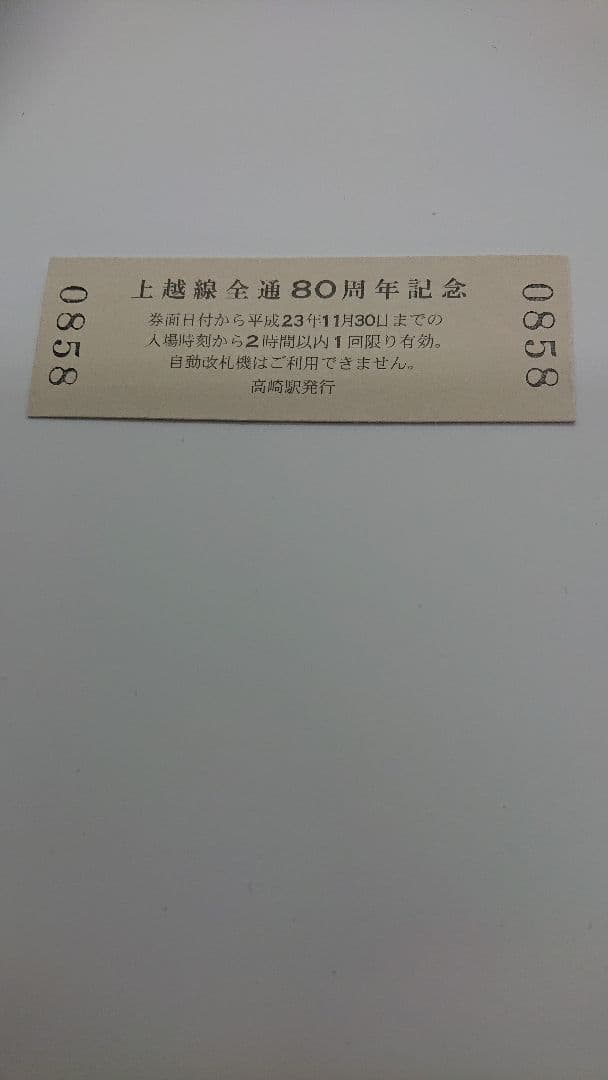 上越線全通80周年記念
券面日付から平成23年11月30日までの
入場時刻から2時間以内1回限り有効。
自動改札機はご利用できません。
高崎駅発行
0858
0858